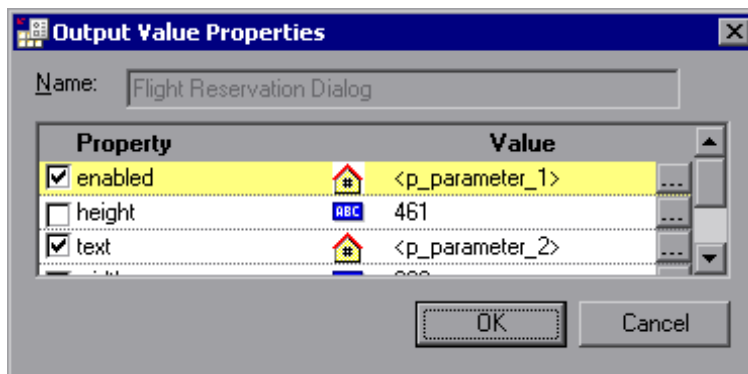 Output Value Properties
Name: Flight Reservation Dialog
Property Value
enabled # <p_parameter_1> ...
height ABC 461 ...
text # <p_parameter_2> ...
OK Cancel